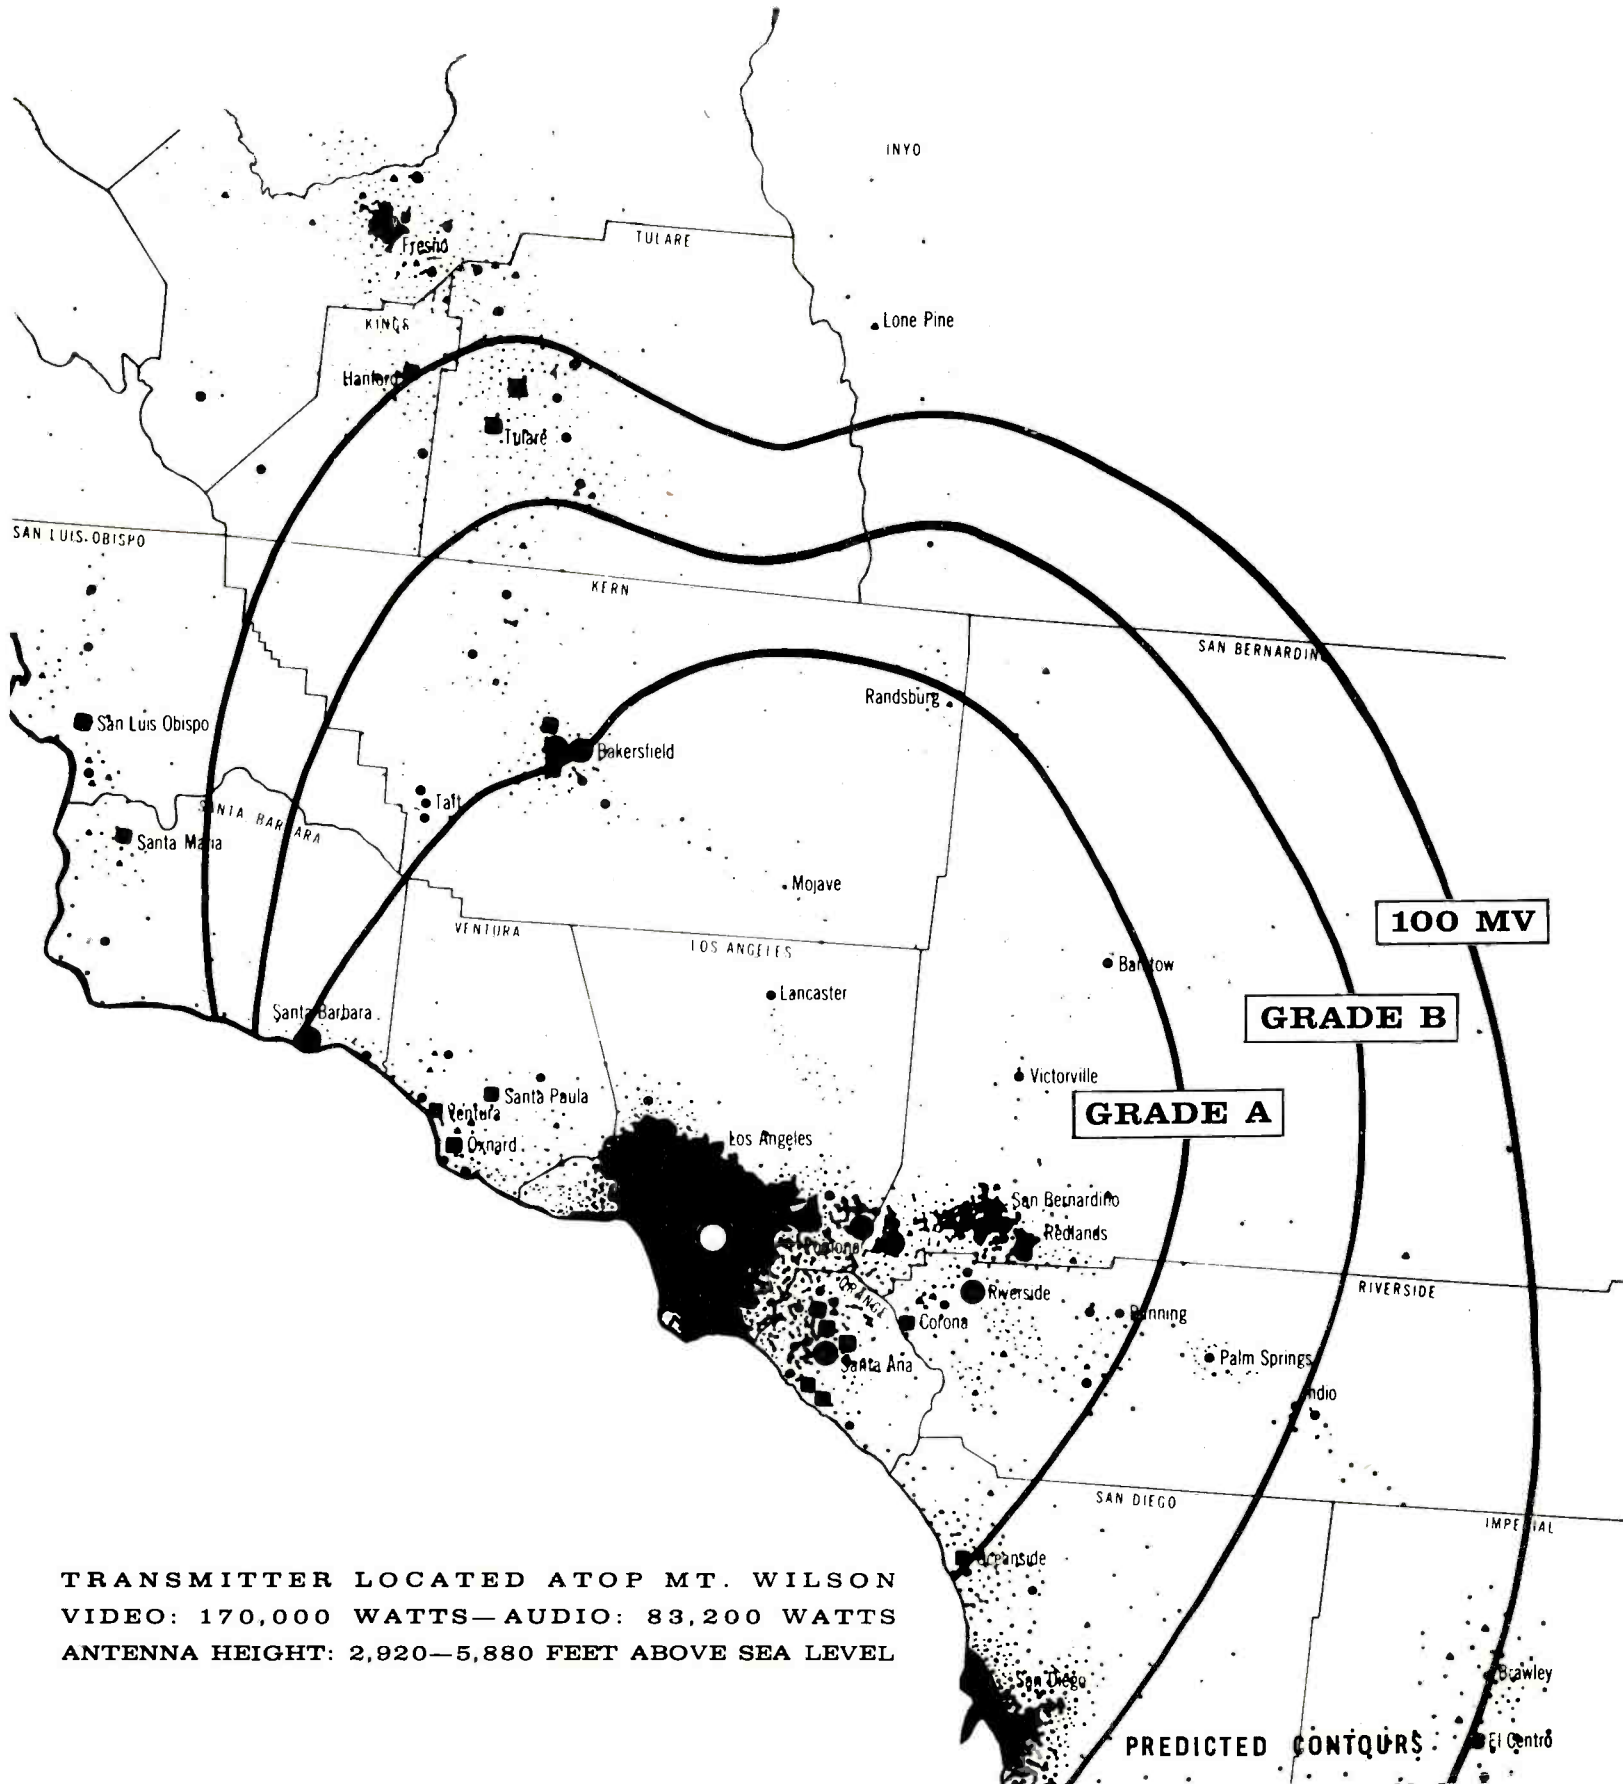 INYO
TULARE
Fresno
Lone Pine
KINGS
Hanford
Tulare
SAN LUIS OBISPO
KERN
SAN BERNARDINO
Randsburg
San Luis Obispo
Bakersfield
Taft
SANTA BARBARA
Santa Maria
Mojave
100 MV
VENTURA
LOS ANGELES
Barstow
Lancaster
Santa Barbara
GRADE B
Victorville
Santa Paula
Ventura
GRADE A
Los Angeles
Oxnard
San Bernardino
Redlands
Pomona
ORANGE
Riverside
RIVERSIDE
Corona
Banning
Palm Springs
Santa Ana
Indio
SAN DIEGO
IMPERIAL
Oceanside
TRANSMITTER LOCATED ATOP MT. WILSON
VIDEO: 170,000 WATTS—AUDIO: 83,200 WATTS
ANTENNA HEIGHT: 2,920—5,880 FEET ABOVE SEA LEVEL
Brawley
San Diego
El Centro
PREDICTED CONTOURS